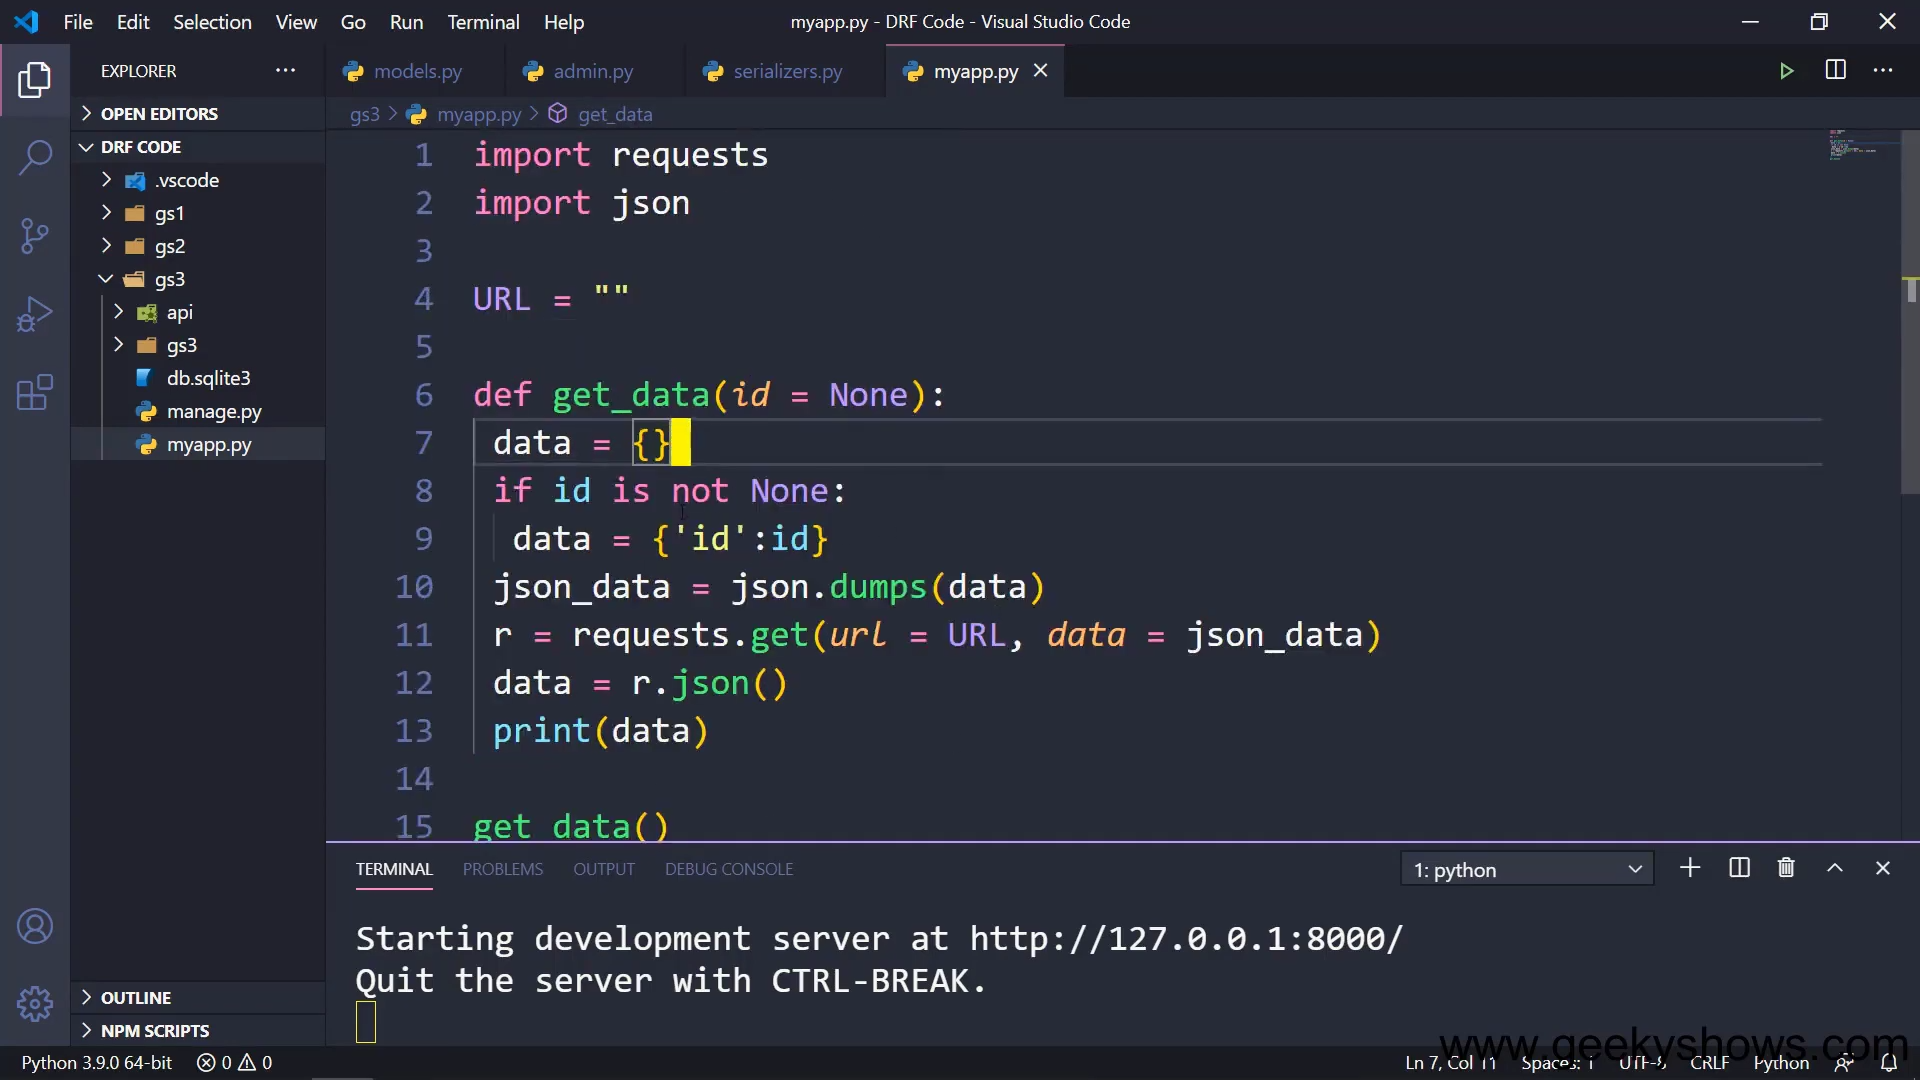 File Edit Selection View Go Run Terminal Help
myapp.py - DRF Code - Visual Studio Code
EXPLORER
OPEN EDITORS
DRF CODE
.vscode
gs1
gs2
gs3
api
gs3
db.sqlite3
manage.py
myapp.py
OUTLINE
NPM SCRIPTS
models.py admin.py serializers.py myapp.py
gs3 > myapp.py > get_data
1 import requests
2 import json
3
4 URL = ""
5
6 def get_data(id = None):
7 data = {}
8 if id is not None:
9 data = {'id':id}
10 json_data = json.dumps(data)
11 r = requests.get(url = URL, data = json_data)
12 data = r.json()
13 print(data)
14
15 get_data()
TERMINAL PROBLEMS OUTPUT DEBUG CONSOLE
1: python
Starting development server at http://127.0.0.1:8000/
Quit the server with CTRL-BREAK.
www.geekyshows.com
Python 3.9.0 64-bit 0 0
Ln 7, Col 11 Spaces: 1 UTF-8 CRLF Python